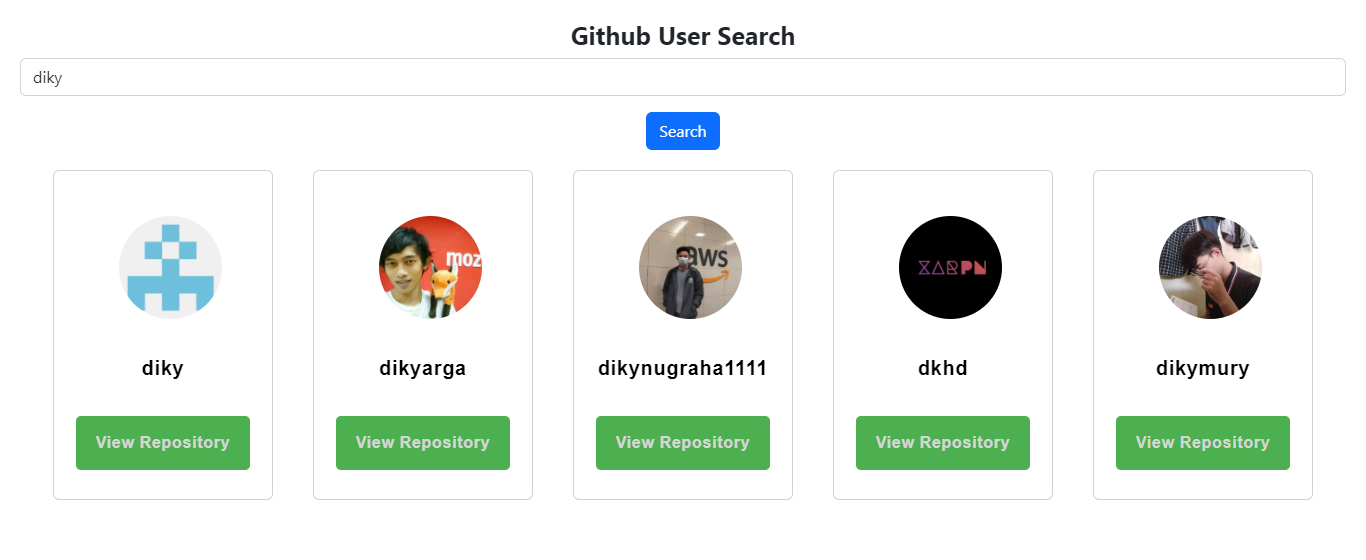 Github User Search
diky
Search
moz
aws
XARPN
diky
dikyarga
dikynugraha1111
dkhd
dikymury
View Repository
View Repository
View Repository
View Repository
View Repository